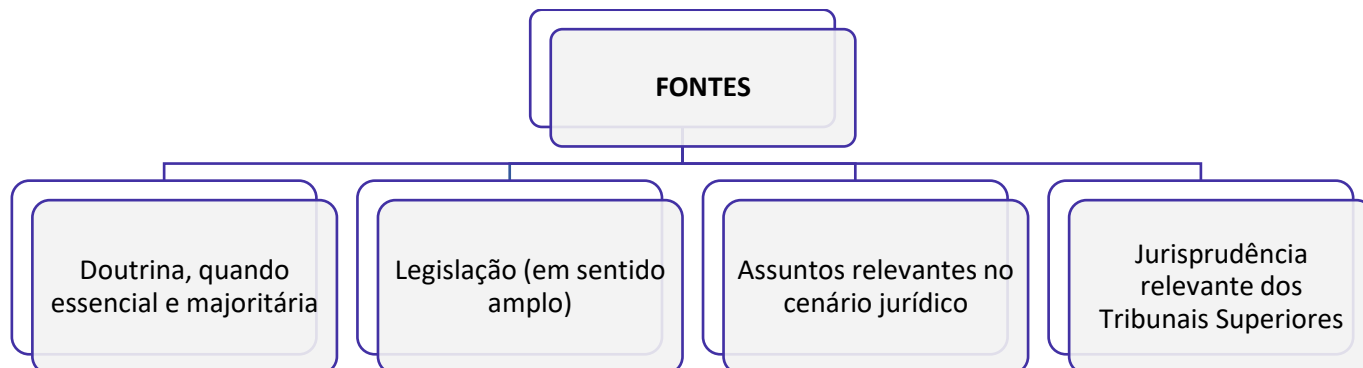 FONTES
Doutrina, quando
essencial e majoritária
Legislação (em sentido
amplo)
Assuntos relevantes no
cenário jurídico
Jurisprudência
relevante dos
Tribunais Superiores